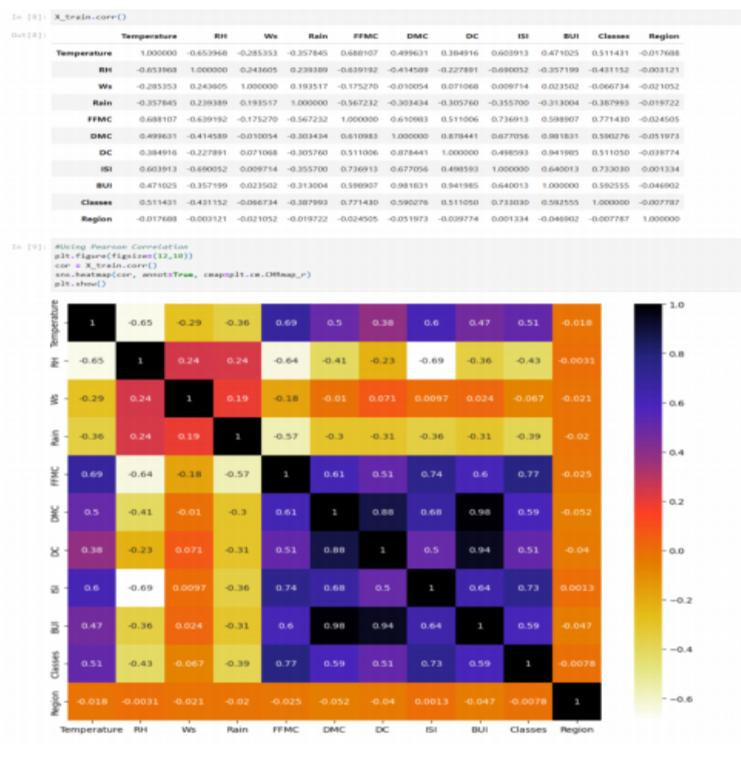 In [8]: X_train.corr()
Out[8]:
Temperature RH Ws Rain FFMC DMC DC ISI BUI Classes Region
Temperature 1.000000 -0.653968 -0.285353 -0.357845 0.688107 0.499631 0.384916 0.603913 0.471025 0.511431 -0.017688
RH -0.653968 1.000000 0.243605 0.239389 -0.639192 -0.414589 -0.227891 -0.690052 -0.357199 -0.431152 -0.003121
Ws -0.285353 0.243605 1.000000 0.193517 -0.175270 -0.010054 0.071068 0.009714 0.023502 -0.066734 -0.021052
Rain -0.357845 0.239389 0.193517 1.000000 -0.567232 -0.303434 -0.305760 -0.355700 -0.313004 -0.387993 -0.019722
FFMC 0.688107 -0.639192 -0.175270 -0.567232 1.000000 0.610983 0.511006 0.736913 0.598907 0.771430 -0.024505
DMC 0.499631 -0.414589 -0.010054 -0.303434 0.610983 1.000000 0.878441 0.677056 0.981831 0.590276 -0.051973
DC 0.384916 -0.227891 0.071068 -0.305760 0.511006 0.878441 1.000000 0.498593 0.941985 0.511050 -0.039774
ISI 0.603913 -0.690052 0.009714 -0.355700 0.736913 0.677056 0.498593 1.000000 0.640013 0.733030 0.001334
BUI 0.471025 -0.357199 0.023502 -0.313004 0.598907 0.981831 0.941985 0.640013 1.000000 0.592555 -0.046902
Classes 0.511431 -0.431152 -0.066734 -0.387993 0.771430 0.590276 0.511050 0.733030 0.592555 1.000000 -0.007787
Region -0.017688 -0.003121 -0.021052 -0.019722 -0.024505 -0.051973 -0.039774 0.001334 -0.046902 -0.007787 1.000000
In [9]: #Using Pearson Correlation
plt.figure(figsize=(12,10))
cor = X_train.corr()
sns.heatmap(cor, annot=True, cmap=plt.cm.CMRmap_r)
plt.show()
Temperature 1 -0.65 -0.29 -0.36 0.69 0.5 0.38 0.6 0.47 0.51 -0.018
RH -0.65 1 0.24 0.24 -0.64 -0.41 -0.23 -0.69 -0.36 -0.43 -0.0031
Ws -0.29 0.24 1 0.19 -0.18 -0.01 0.071 0.0097 0.024 -0.067 -0.021
Rain -0.36 0.24 0.19 1 -0.57 -0.3 -0.31 -0.36 -0.31 -0.39 -0.02
FFMC 0.69 -0.64 -0.18 -0.57 1 0.61 0.51 0.74 0.6 0.77 -0.025
DMC 0.5 -0.41 -0.01 -0.3 0.61 1 0.88 0.68 0.98 0.59 -0.052
DC 0.38 -0.23 0.071 -0.31 0.51 0.88 1 0.5 0.94 0.51 -0.04
ISI 0.6 -0.69 0.0097 -0.36 0.74 0.68 0.5 1 0.64 0.73 0.0013
BUI 0.47 -0.36 0.024 -0.31 0.6 0.98 0.94 0.64 1 0.59 -0.047
Classes 0.51 -0.43 -0.067 -0.39 0.77 0.59 0.51 0.73 0.59 1 -0.0078
Region -0.018 -0.0031 -0.021 -0.02 -0.025 -0.052 -0.04 0.0013 -0.047 -0.0078 1
Temperature RH Ws Rain FFMC DMC DC ISI BUI Classes Region
1.0
0.8
0.6
0.4
0.2
0.0
-0.2
-0.4
-0.6